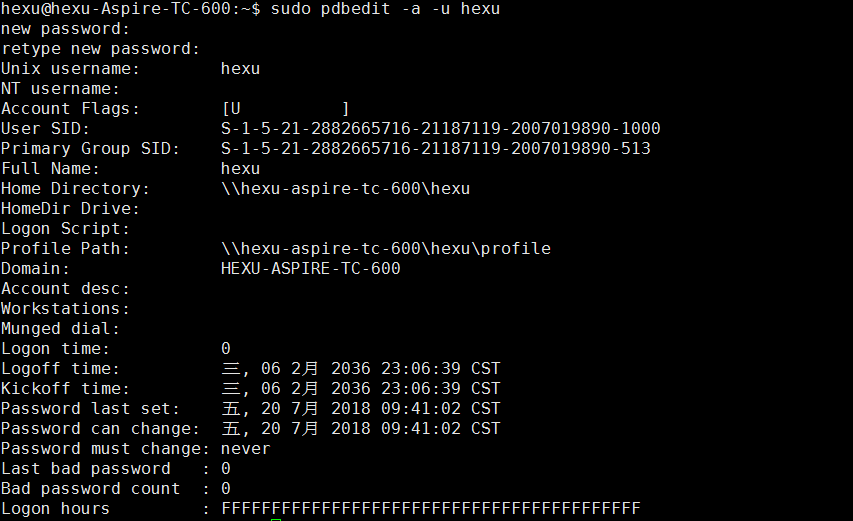 hexu@hexu-Aspire-TC-600:~$ sudo pdbedit -a -u hexu
new password:
retype new password:
Unix username:        hexu
NT username:
Account Flags:        [U          ]
User SID:             S-1-5-21-2882665716-21187119-2007019890-1000
Primary Group SID:    S-1-5-21-2882665716-21187119-2007019890-513
Full Name:            hexu
Home Directory:       \\hexu-aspire-tc-600\hexu
HomeDir Drive:
Logon Script:
Profile Path:         \\hexu-aspire-tc-600\hexu\profile
Domain:               HEXU-ASPIRE-TC-600
Account desc:
Workstations:
Munged dial:
Logon time:           0
Logoff time:          三, 06 2月 2036 23:06:39 CST
Kickoff time:         三, 06 2月 2036 23:06:39 CST
Password last set:    五, 20 7月 2018 09:41:02 CST
Password can change:  五, 20 7月 2018 09:41:02 CST
Password must change: never
Last bad password   : 0
Bad password count  : 0
Logon hours         : FFFFFFFFFFFFFFFFFFFFFFFFFFFFFFFFFFFFFFFFFF